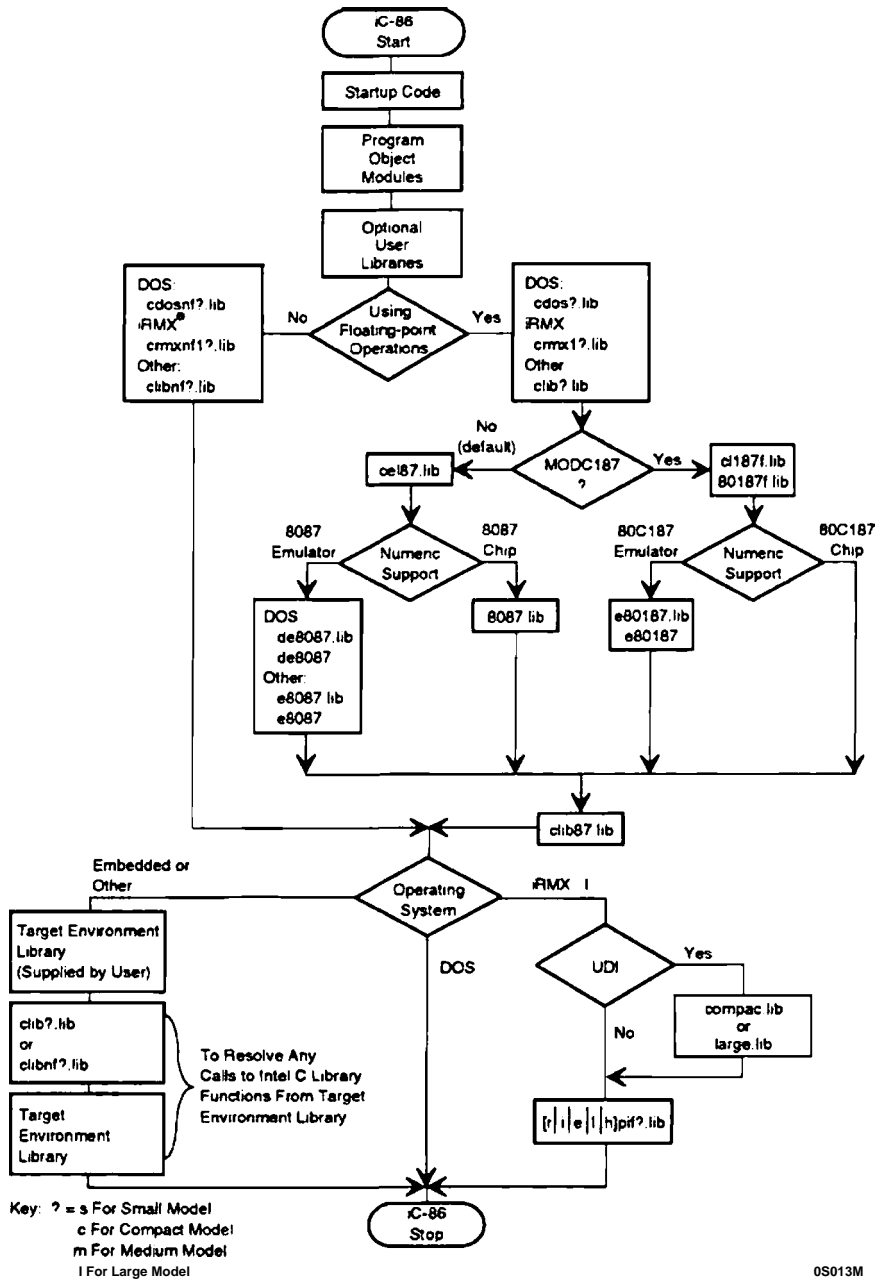 iC-86
Start
Startup Code
Program
Object
Modules
Optional
User
Libraries
DOS:
cdosnf?.lib
iRMX®
crmxnf1?.lib
Other:
clibnf?.lib
No
Using
Floating-point
Operations
Yes
DOS:
cdos?.lib
iRMX
crmx1?.lib
Other
clib?.lib
No
(default)
cel87.lib
MODC187
?
Yes
cl187f.lib
80187f.lib
8087
Emulator
Numeric
Support
8087
Chip
80C187
Emulator
Numeric
Support
80C187
Chip
DOS
de8087.lib
de8087
Other:
e8087.lib
e8087
8087.lib
e80187.lib
e80187
clib87.lib
Embedded or
Other
Operating
System
iRMX I
Target Environment
Library
(Supplied by User)
DOS
UDI
Yes
clib?.lib
or
clibnf?.lib
To Resolve Any
Calls to Intel C Library
Functions From Target
Environment Library
No
compac.lib
or
large.lib
Target
Environment
Library
[r|i|e|l|h]pif?.lib
iC-86
Stop
Key: ? = s For Small Model
c For Compact Model
m For Medium Model
l For Large Model
0S013M